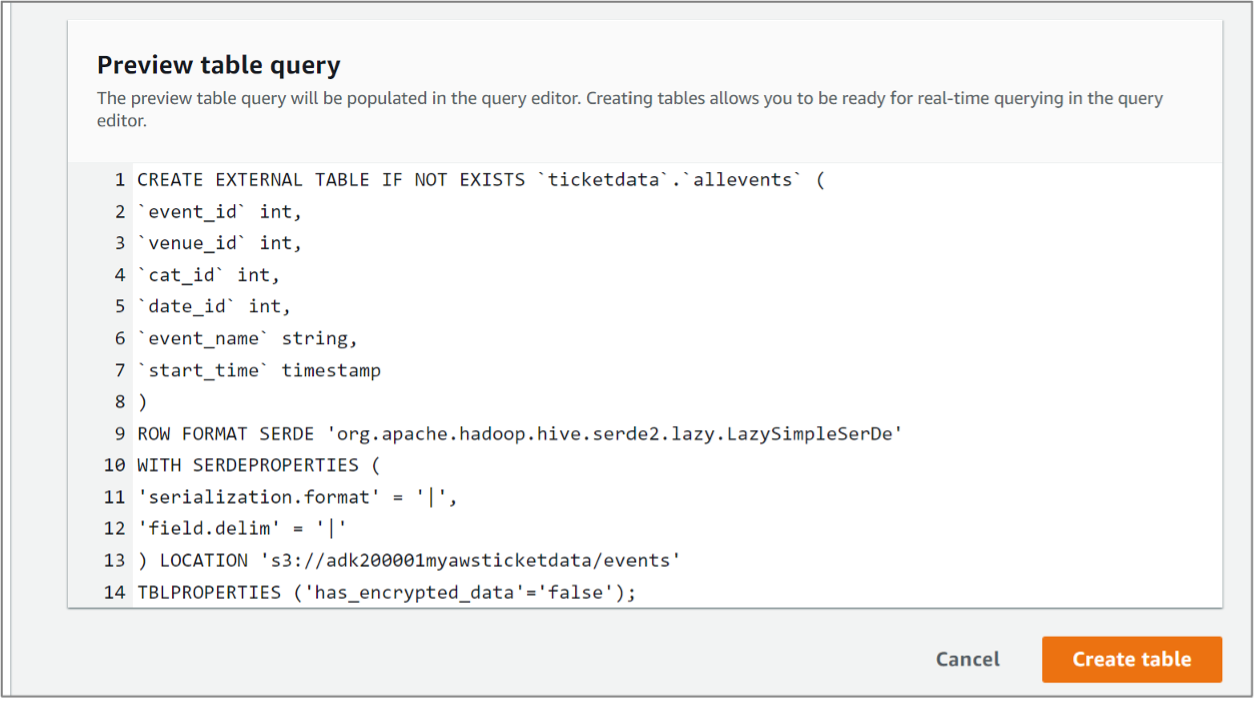 Preview table query
The preview table query will be populated in the query editor. Creating tables allows you to be ready for real-time querying in the query
editor.
1 CREATE EXTERNAL TABLE IF NOT EXISTS `ticketdata`.`allevents` (
2 `event_id` int,
3 `venue_id` int,
4 `cat_id` int,
5 `date_id` int,
6 `event_name` string,
7 `start_time` timestamp
8 )
9 ROW FORMAT SERDE 'org.apache.hadoop.hive.serde2.lazy.LazySimpleSerDe'
10 WITH SERDEPROPERTIES (
11 'serialization.format' = '|',
12 'field.delim' = '|'
13 ) LOCATION 's3://adk200001myawsticketdata/events'
14 TBLPROPERTIES ('has_encrypted_data'='false');
Cancel Create table